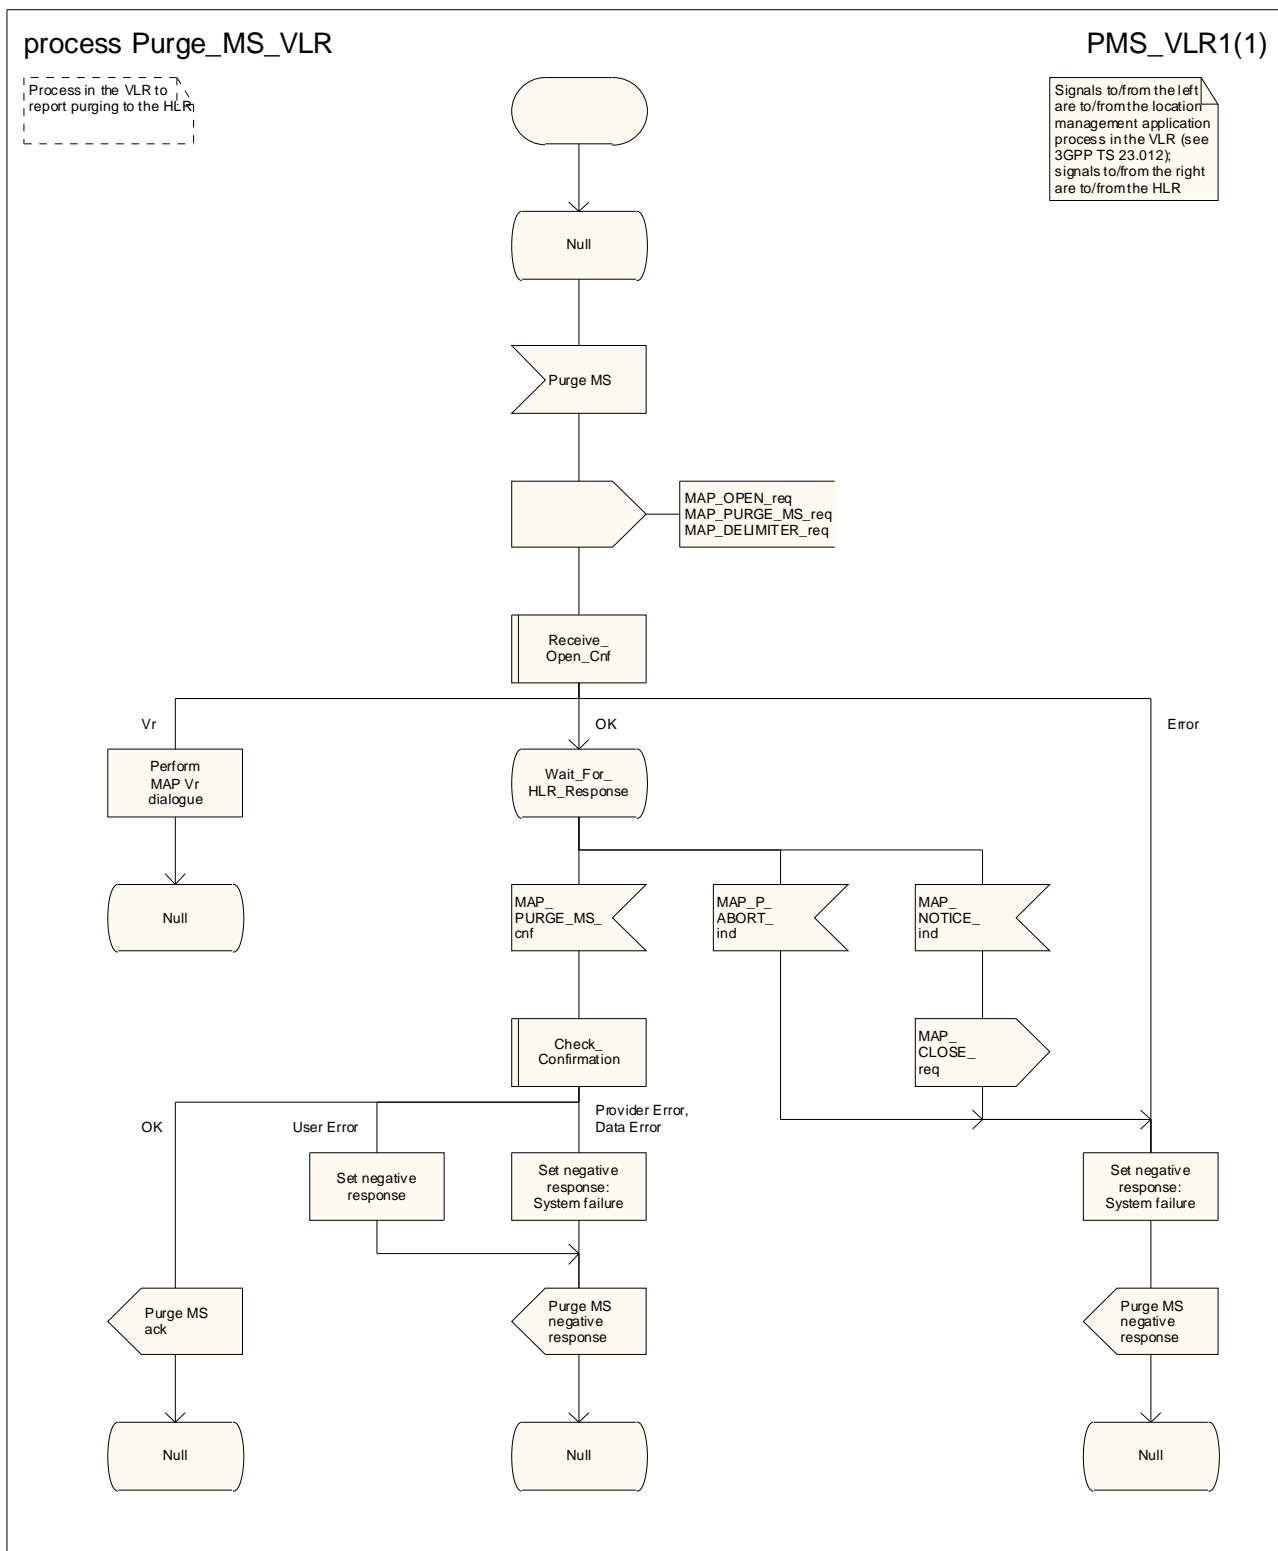 process Purge_MS_VLR
PMS_VLR1(1)
Process in the VLR to
report purging to the HLR
Signals to/from the left
are to/from the location
management application
process in the VLR (see
3GPP TS 23.012);
signals to/from the right
are to/from the HLR
Null
Purge MS
MAP_OPEN_req
MAP_PURGE_MS_req
MAP_DELIMITER_req
Receive_
Open_Cnf
Vr
OK
Error
Perform
MAP Vr
dialogue
Wait_For_
HLR_Response
Null
MAP_
PURGE_MS_
cnf
MAP_P_
ABORT_
ind
MAP_
NOTICE_
ind
Check_
Confirmation
MAP_
CLOSE_
req
OK
User Error
Provider Error,
Data Error
Set negative
response
Set negative
response:
System failure
Set negative
response:
System failure
Purge MS
ack
Purge MS
negative
response
Purge MS
negative
response
Null
Null
Null